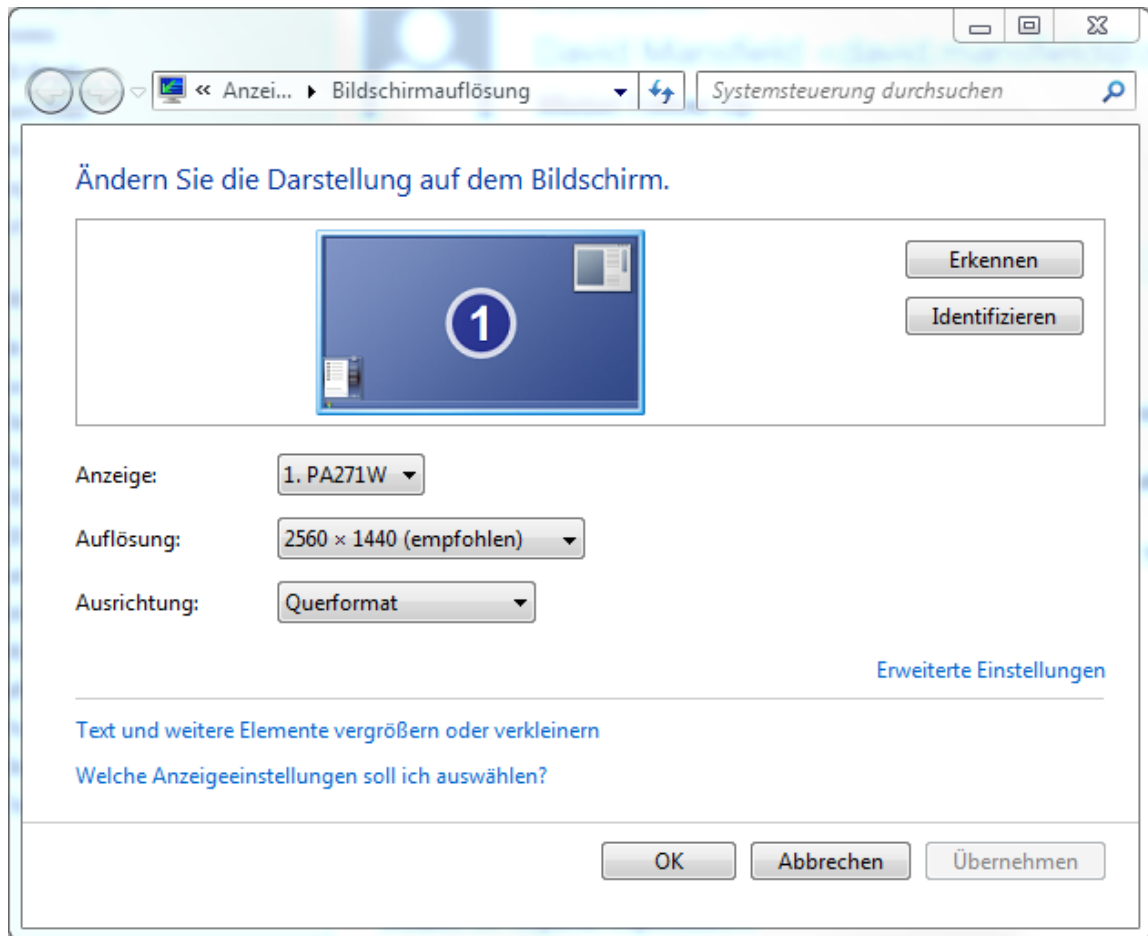 David Mansfield
« Anzei... ▸ Bildschirmauflösung
Systemsteuerung durchsuchen
Ändern Sie die Darstellung auf dem Bildschirm.
1
Erkennen
Identifizieren
Anzeige: 1. PA271W
Auflösung: 2560 × 1440 (empfohlen)
Ausrichtung: Querformat
Erweiterte Einstellungen
Text und weitere Elemente vergrößern oder verkleinern
Welche Anzeigeeinstellungen soll ich auswählen?
OK Abbrechen Übernehmen